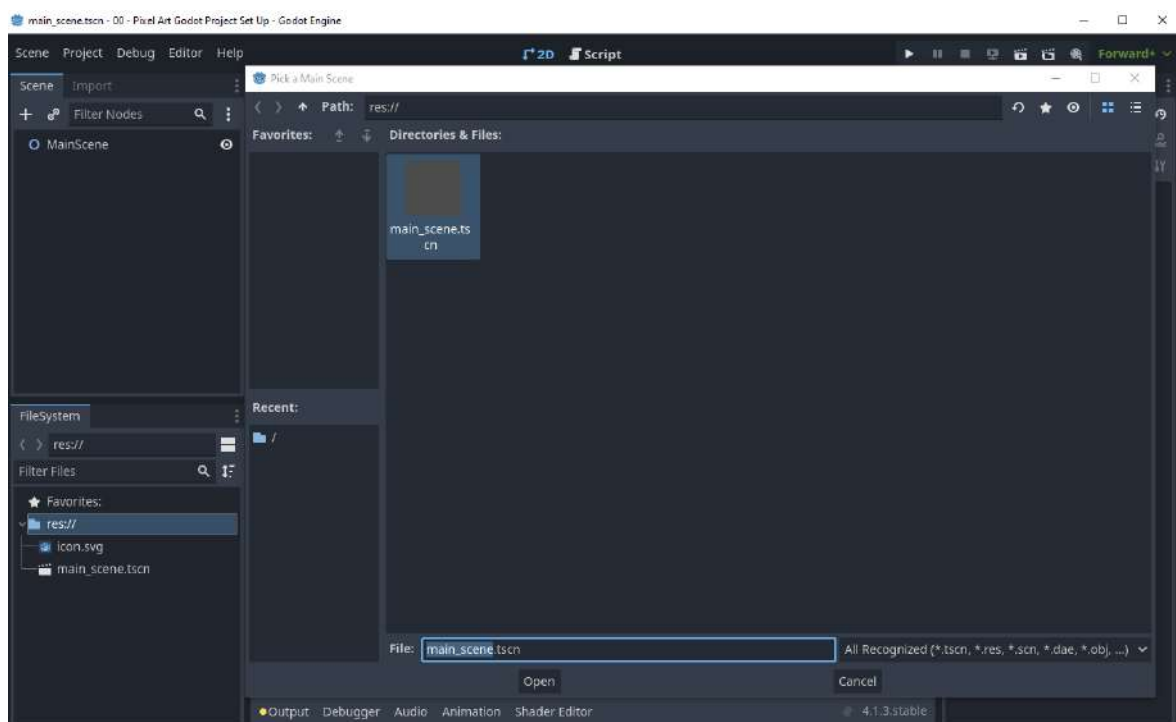 main_scene.tscn - 00 - Pixel Art Godot Project Set Up - Godot Engine
Scene Project Debug Editor Help
2D Script
Forward+
Scene Import
Pick a Main Scene
Filter Nodes
Path: res://
Favorites:
Directories & Files:
MainScene
main_scene.ts
cn
Recent:
/
FileSystem
res://
Filter Files
Favorites:
res://
icon.svg
main_scene.tscn
File: main_scene.tscn
All Recognized (*.tscn, *.res, *.scn, *.dae, *.obj, ...)
Open
Cancel
Output Debugger Audio Animation Shader Editor
4.1.3.stable